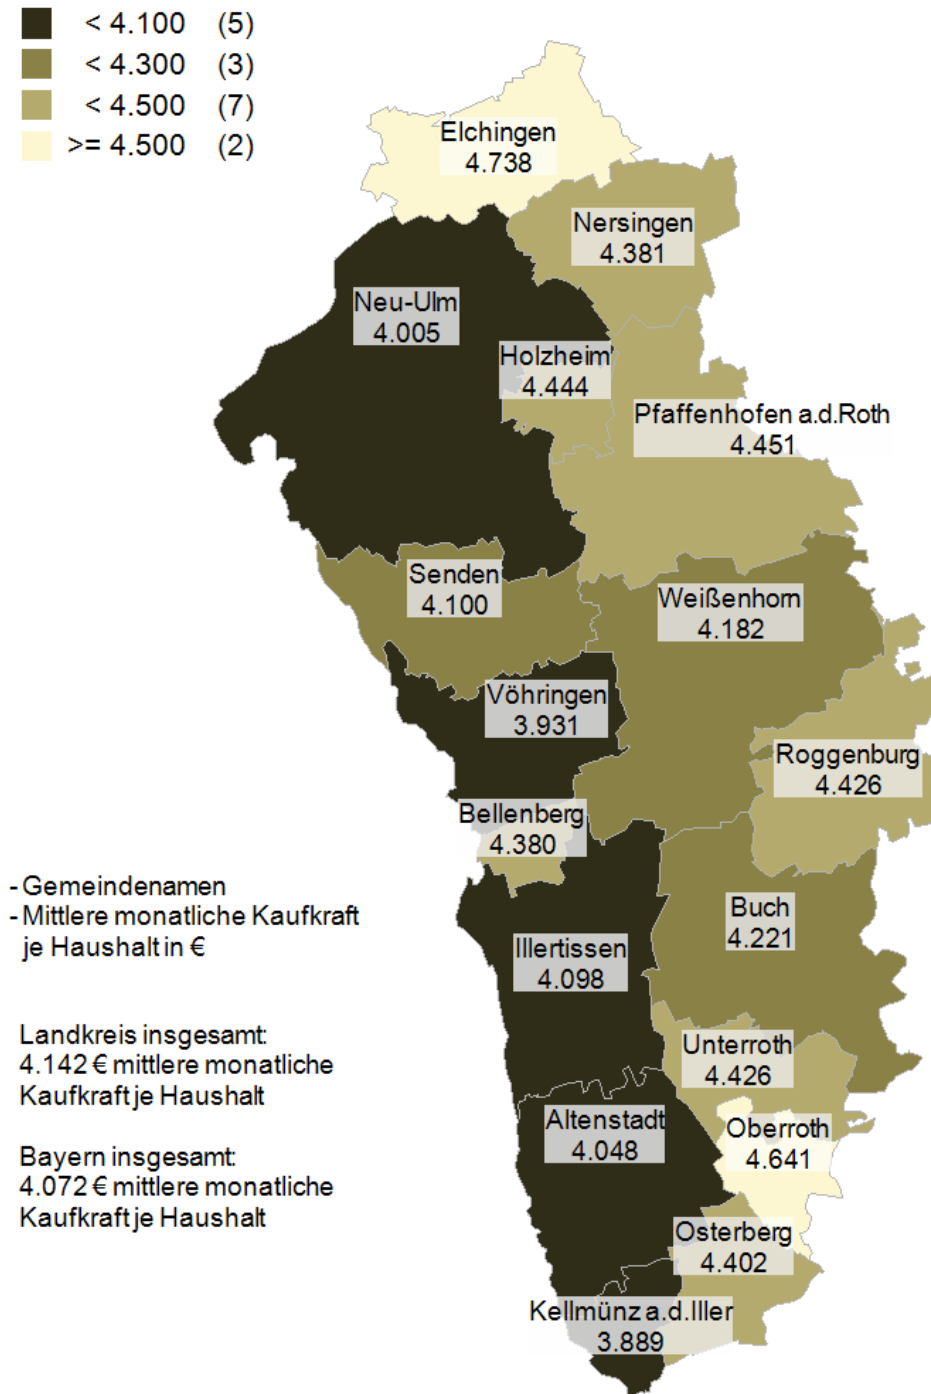 < 4.100 (5)
< 4.300 (3)
< 4.500 (7)
>= 4.500 (2)
Elchingen
4.738
Nersingen
4.381
Neu-Ulm
4.005
Holzheim
4.444
Pfaffenhofen a.d.Roth
4.451
Senden
4.100
Weißenhorn
4.182
Vöhringen
3.931
Roggenburg
4.426
Bellenberg
4.380
- Gemeindenamen
- Mittlere monatliche Kaufkraft
je Haushalt in €
Buch
4.221
Illertissen
4.098
Landkreis insgesamt:
4.142 € mittlere monatliche
Kaufkraft je Haushalt
Unterroth
4.426
Altenstadt
4.048
Oberroth
4.641
Bayern insgesamt:
4.072 € mittlere monatliche
Kaufkraft je Haushalt
Osterberg
4.402
Kellmünz a.d.Iller
3.889